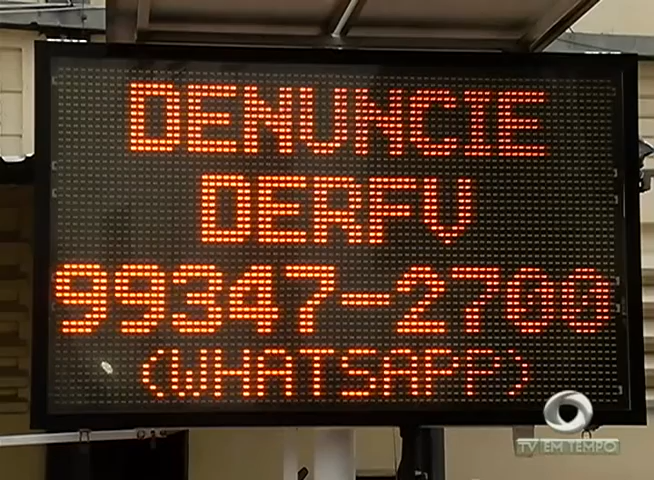 DENUNCIE
DERFV
99347-2700
(WHATSAPP)
TV EM TEMPO